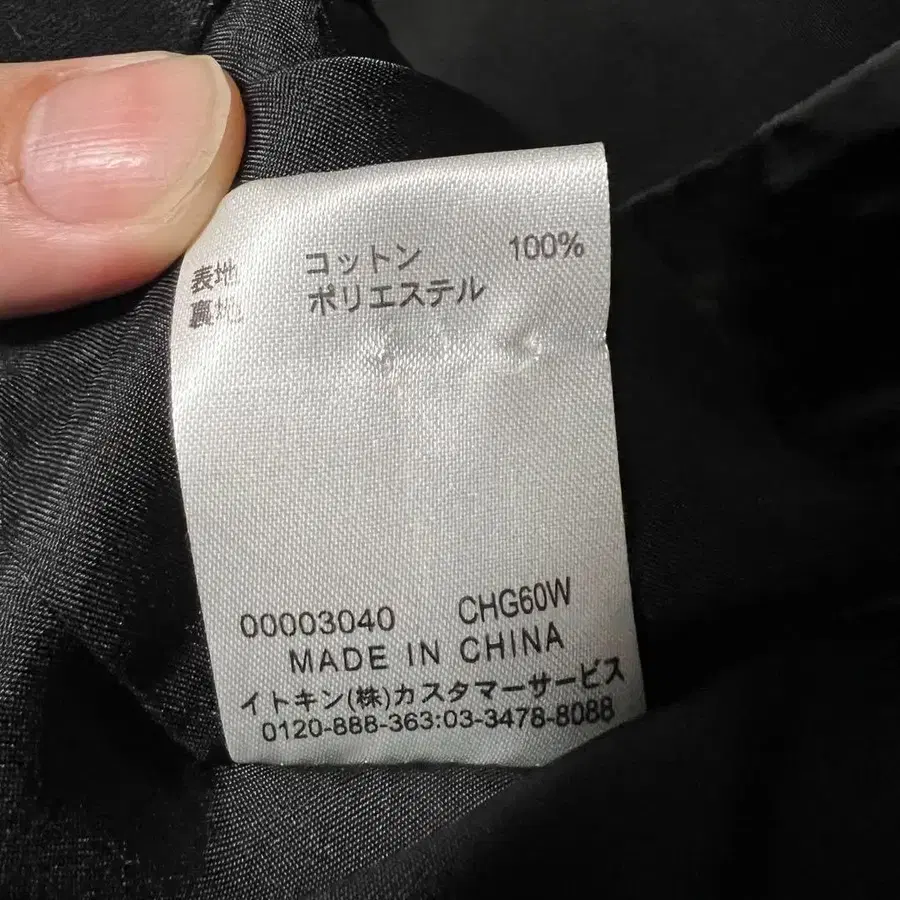 表地 コットン 100%
裏地 ポリエステル
00003040 CHG60W
MADE IN CHINA
イトキン(株)カスタマーサービス
0120-888-363:03-3478-8088